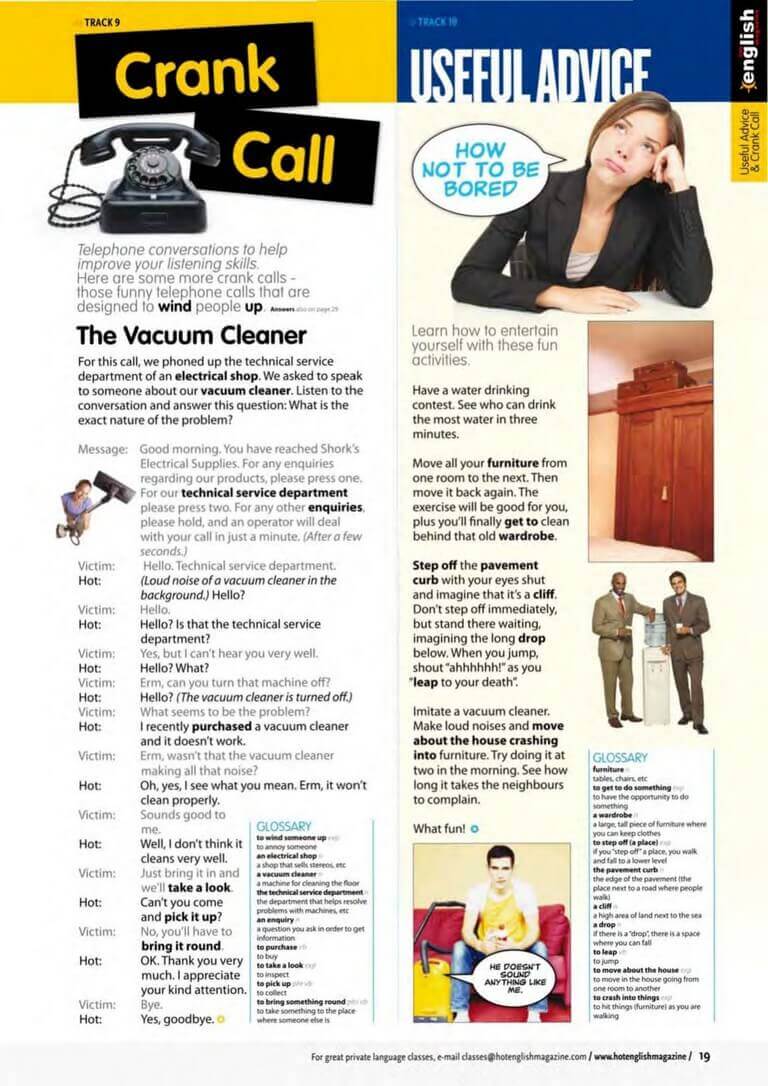 TRACK 9
Crank
Call
Telephone conversations to help
improve your listening skills.
Here are some more crank calls -
those funny telephone calls that are
designed to wind people up. Answers also on page 29
The Vacuum Cleaner
For this call, we phoned up the technical service
department of an electrical shop. We asked to speak
to someone about our vacuum cleaner. Listen to the
conversation and answer this question: What is the
exact nature of the problem?
Message: Good morning. You have reached Shork's
Electrical Supplies. For any enquiries
regarding our products, please press one.
For our technical service department
please press two. For any other enquiries,
please hold, and an operator will deal
with your call in just a minute. (After a few
seconds.)
Victim: Hello. Technical service department.
Hot: (Loud noise of a vacuum cleaner in the
background.) Hello?
Victim: Hello.
Hot: Hello? Is that the technical service
department?
Victim: Yes, but I can't hear you very well.
Hot: Hello? What?
Victim: Erm, can you turn that machine off?
Hot: Hello? (The vacuum cleaner is turned off.)
Victim: What seems to be the problem?
Hot: I recently purchased a vacuum cleaner
and it doesn't work.
Victim: Erm, wasn't that the vacuum cleaner
making all that noise?
Hot: Oh, yes, I see what you mean. Erm, it won't
clean properly.
Victim: Sounds good to
me.
Hot: Well, I don't think it
cleans very well.
Victim: Just bring it in and
we'll take a look.
Hot: Can't you come
and pick it up?
Victim: No, you'll have to
bring it round.
Hot: OK. Thank you very
much. I appreciate
your kind attention.
Victim: Bye.
Hot: Yes, goodbye.
GLOSSARY
to wind someone up exp
to annoy someone
an electrical shop n
a shop that sells stereos, etc
a vacuum cleaner n
a machine for cleaning the floor
the technical service department n
the department that helps resolve
problems with machines, etc
an enquiry n
a question you ask in order to get
information
to purchase vb
to buy
to take a look exp
to inspect
to pick up phr vb
to collect
to bring something round phr vb
to take something to the place
where someone else is
TRACK 10
USEFUL ADVICE
HOW
NOT TO BE
BORED
Learn how to entertain
yourself with these fun
activities.
Have a water drinking
contest. See who can drink
the most water in three
minutes.
Move all your furniture from
one room to the next. Then
move it back again. The
exercise will be good for you,
plus you'll finally get to clean
behind that old wardrobe.
Step off the pavement
curb with your eyes shut
and imagine that it's a cliff.
Don't step off immediately,
but stand there waiting,
imagining the long drop
below. When you jump,
shout "ahhhhhh!" as you
"leap to your death".
Imitate a vacuum cleaner.
Make loud noises and move
about the house crashing
into furniture. Try doing it at
two in the morning. See how
long it takes the neighbours
to complain.
What fun!
HE DOESN'T
SOUND
ANYTHING LIKE
ME.
GLOSSARY
furniture n
tables, chairs, etc
to get to do something exp
to have the opportunity to do
something
a wardrobe n
a large, tall piece of furniture where
you can keep clothes
to step off (a place) exp
if you "step off" a place, you walk
and fall to a lower level
the pavement curb n
the edge of the pavement (the
place next to a road where people
walk)
a cliff n
a high area of land next to the sea
a drop n
if there is a "drop", there is a space
where you can fall
to leap vb
to jump
to move about the house exp
to move in the house going from
one room to another
to crash into things exp
to hit things (furniture) as you are
walking
english
Useful Advice
& Crank Call
For great private language classes, e-mail classes@hotenglishmagazine.com / www.hotenglishmagazine / 19